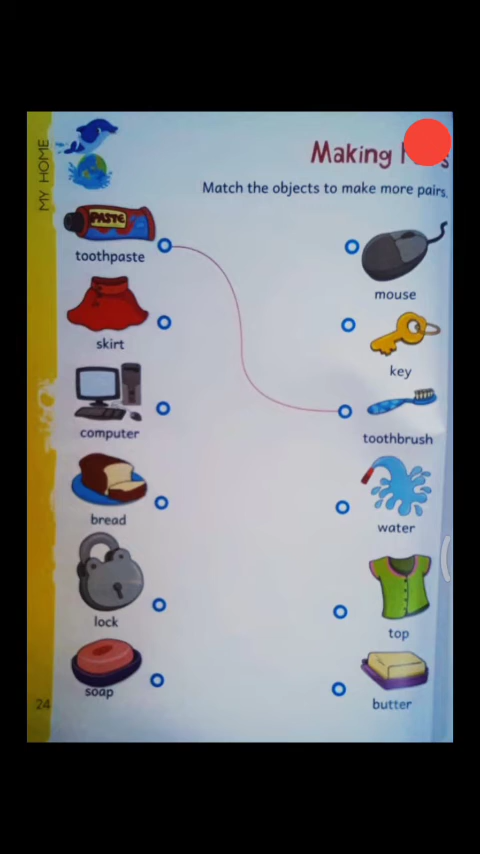 MY HOME
Making
Match the objects to make more pairs.
PASTE
toothpaste
mouse
skirt
key
computer
toothbrush
bread
water
lock
top
soap
butter
24